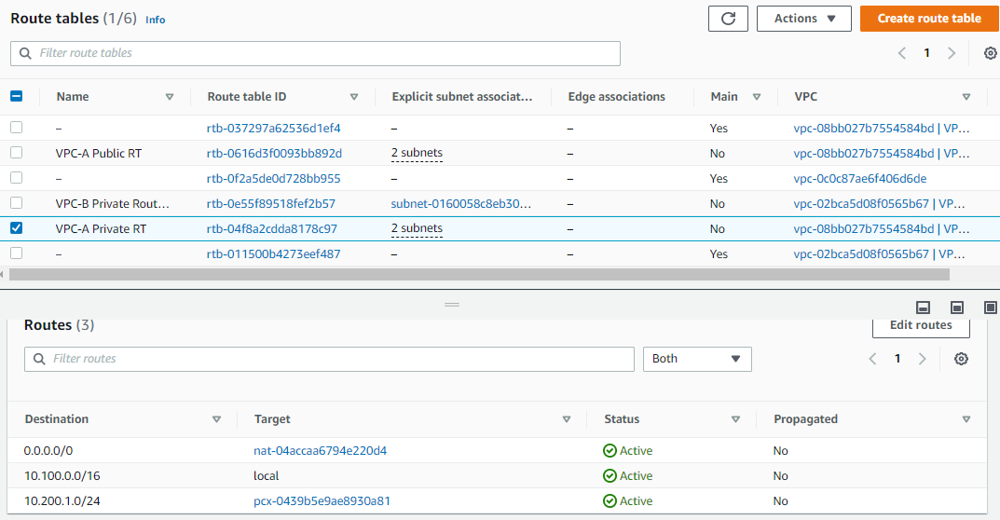 Route tables (1/6) Info
Actions
Create route table
Filter route tables
1
Name Route table ID Explicit subnet associat... Edge associations Main VPC
– rtb-037297a62536d1ef4 – – Yes vpc-08bb027b7554584bd | VP...
VPC-A Public RT rtb-0616d3f0093bb892d 2 subnets – No vpc-08bb027b7554584bd | VP...
– rtb-0f2a5de0d728bb955 – – Yes vpc-0c0c87ae6f406d6de
VPC-B Private Rout... rtb-0e55f89518fef2b57 subnet-0160058c8eb30... – No vpc-02bca5d08f0565b67 | VP...
VPC-A Private RT rtb-04f8a2cdda8178c97 2 subnets – No vpc-08bb027b7554584bd | VP...
– rtb-011500b4273eef487 – – Yes vpc-02bca5d08f0565b67 | VP...
Routes (3)
Edit routes
Filter routes
Both
1
Destination Target Status Propagated
0.0.0.0/0 nat-04accaa6794e220d4 Active No
10.100.0.0/16 local Active No
10.200.1.0/24 pcx-0439b5e9ae8930a81 Active No